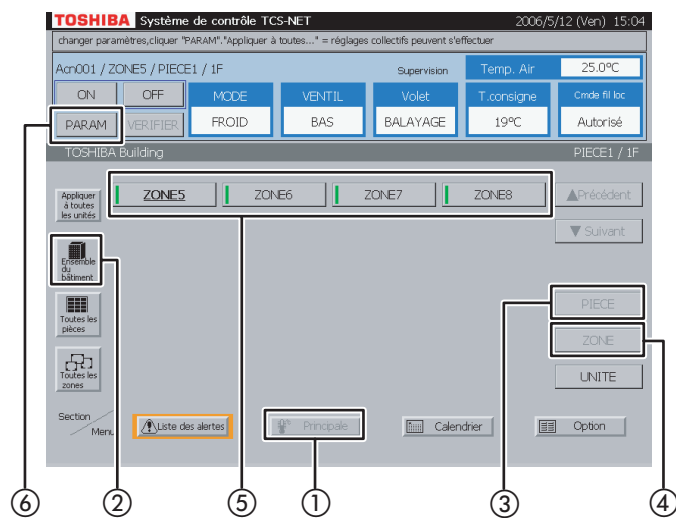 TOSHIBA Système de contrôle TCS-NET 2006/5/12 (Ven) 15:04
changer paramètres,cliquer "PARAM"."Appliquer à toutes..." = réglages collectifs peuvent s'effectuer
Acn001 / ZONE5 / PIECE1 / 1F Supervision Temp. Air 25.0°C
ON OFF MODE VENTIL Volet T.consigne Cmde fil loc
PARAM VERIFIER FROID BAS BALAYAGE 19°C Autorisé
TOSHIBA Building PIECE1 / 1F
Appliquer
à toutes
les unités
ZONE5 ZONE6 ZONE7 ZONE8 ▲Précédent
▼ Suivant
Ensemble
du
bâtiment
Toutes les
pièces
PIECE
ZONE
Toutes les
zones
UNITE
Section
Menu
Liste des alertes Principale Calendrier Option
⑥ ② ⑤ ① ③ ④